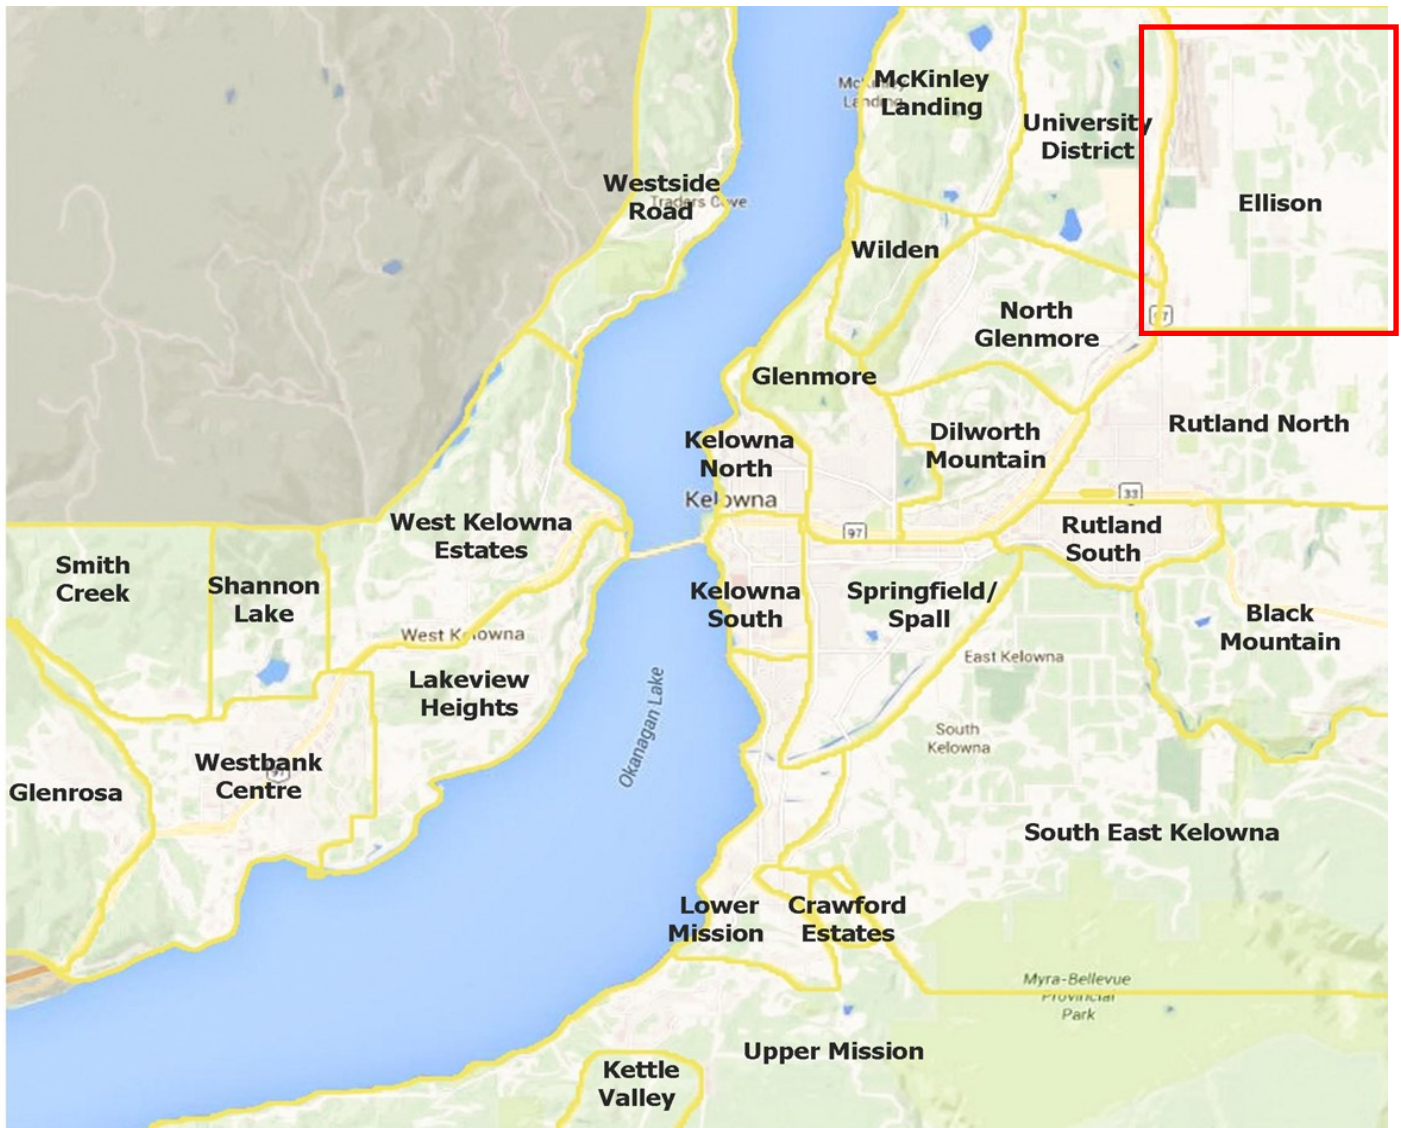 McKinley
Landing
McKinley
Landing
University
District
Westside
Road
Traders Cove
Ellison
Wilden
North
Glenmore
97
Glenmore
Rutland North
Kelowna
North
Dilworth
Mountain
Kelowna
33
97
West Kelowna
Estates
Rutland
South
Smith
Creek
Shannon
Lake
Kelowna
South
Springfield/
Spall
Black
Mountain
West Kelowna
East Kelowna
Lakeview
Heights
Okanagan Lake
South
Kelowna
Westbank
Centre
97
Glenrosa
South East Kelowna
Lower
Mission
Crawford
Estates
Myra-Bellevue
Provincial
Park
Upper Mission
Kettle
Valley